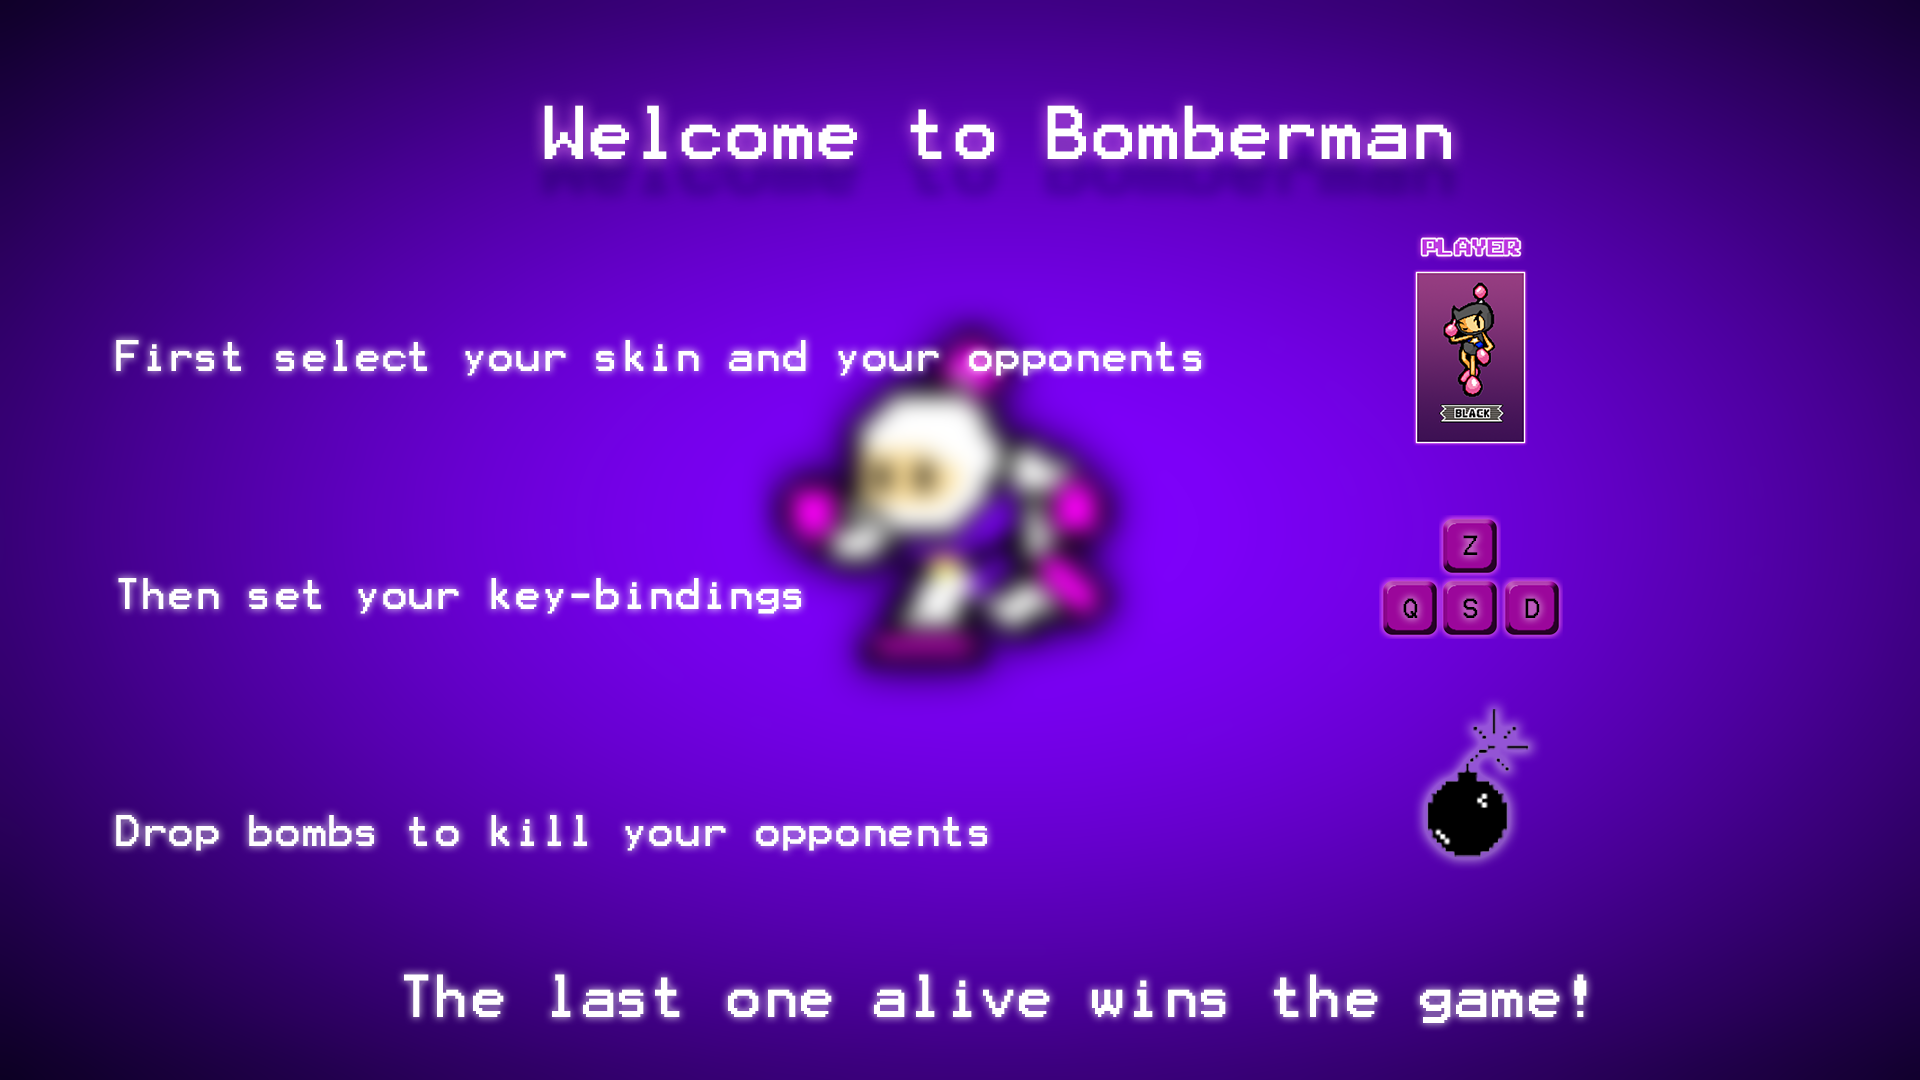 Welcome to Bomberman
PLAYER
First select your skin and your opponents
BLACK
Z
Then set your key-bindings
Q S D
Drop bombs to kill your opponents
The last one alive wins the game!